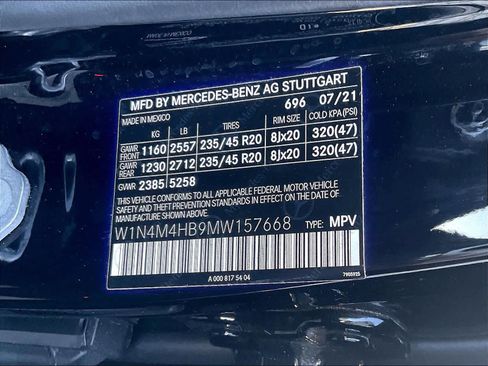 MFD BY MERCEDES-BENZ AG STUTTGART
696 07/21
MADE IN MEXICO
KG LB TIRES RIM SIZE COLD KPA(PSI)
GAWR FRONT 1160 2557 235/45 R20 8Jx20 320(47)
GAWR REAR 1230 2712 235/45 R20 8Jx20 320(47)
GVWR 2385 5258
THIS VEHICLE CONFORMS TO ALL APPLICABLE FEDERAL MOTOR VEHICLE
SAFETY AND THEFT PREVENTION STANDARDS IN EFFECT ON THE DATE OF
MANUFACTURE SHOWN ABOVE.
W1N4M4HB9MW157668 TYPE: MPV
A 000 817 54 04